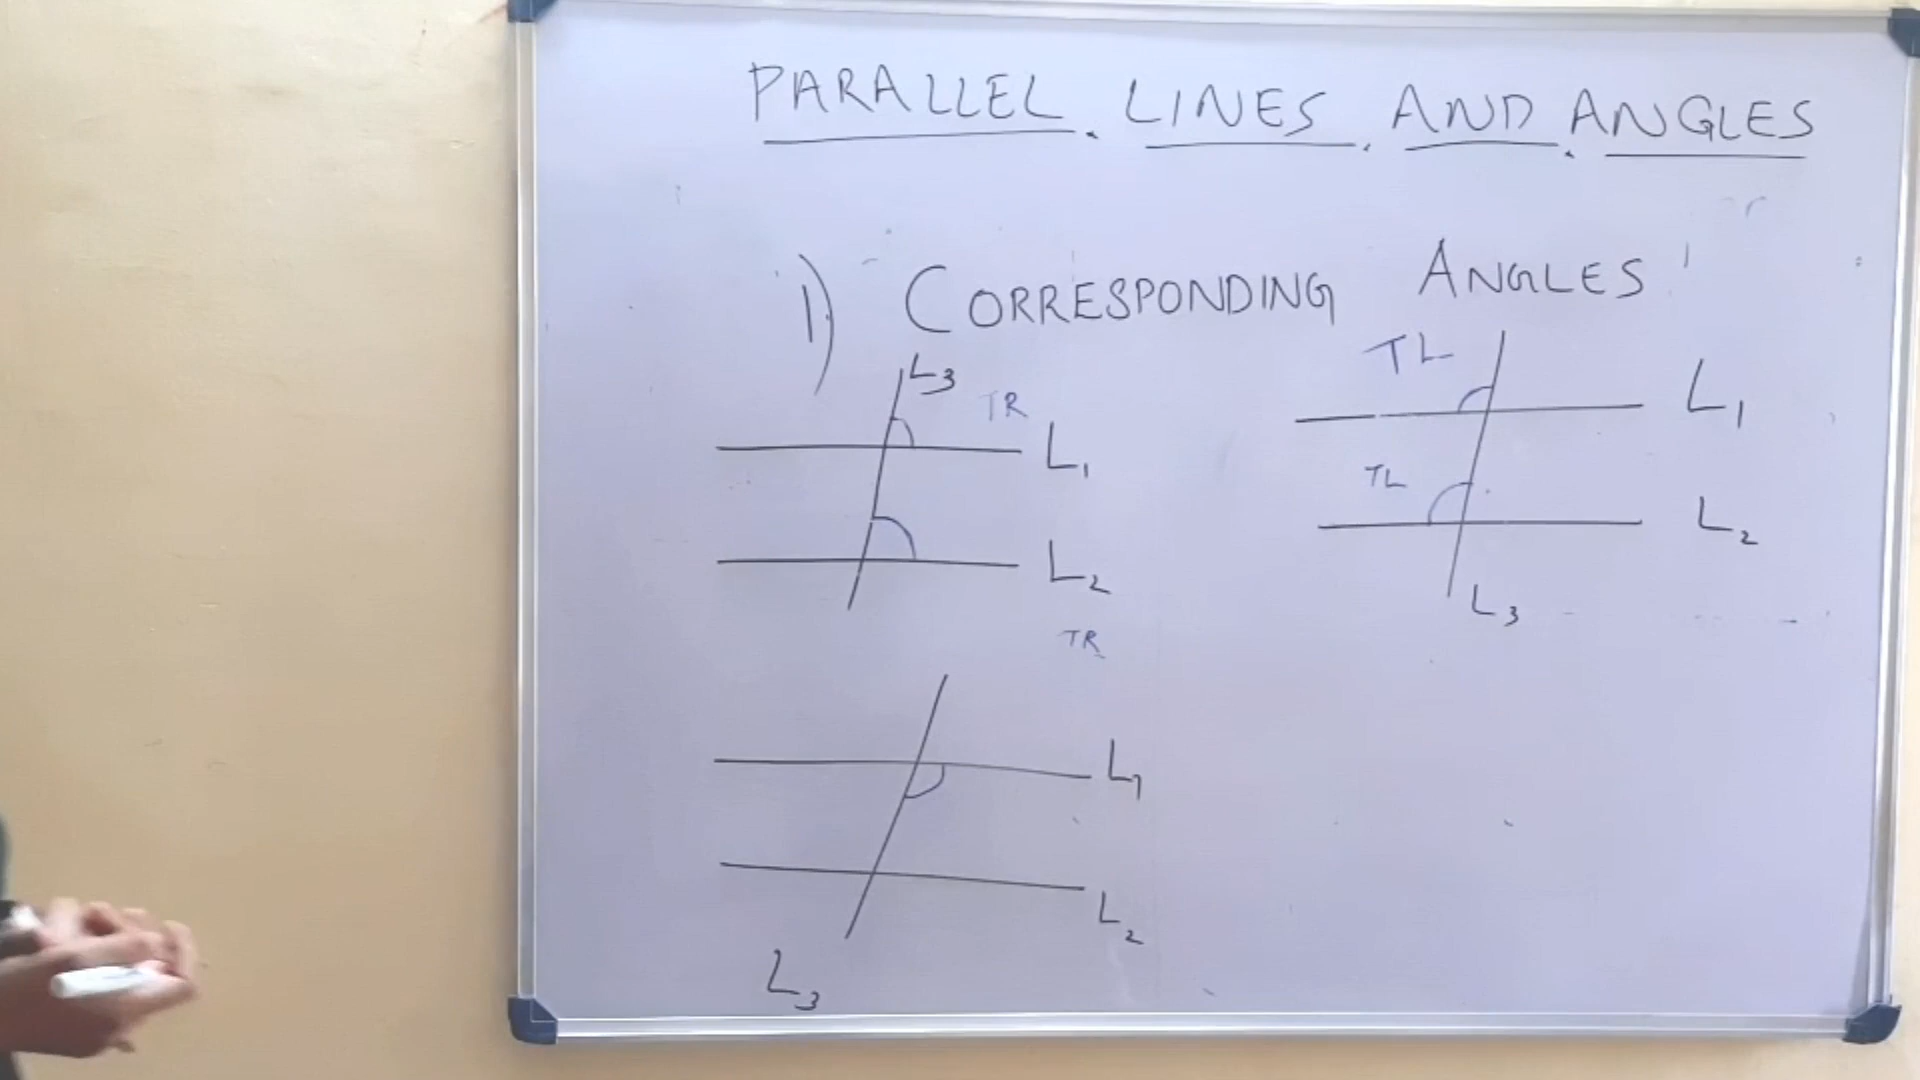 PARALLEL LINES AND ANGLES
1) CORRESPONDING ANGLES
L3
TR
L1
L2
TR
TL
L1
TL
L2
L3
L1
L2
L3